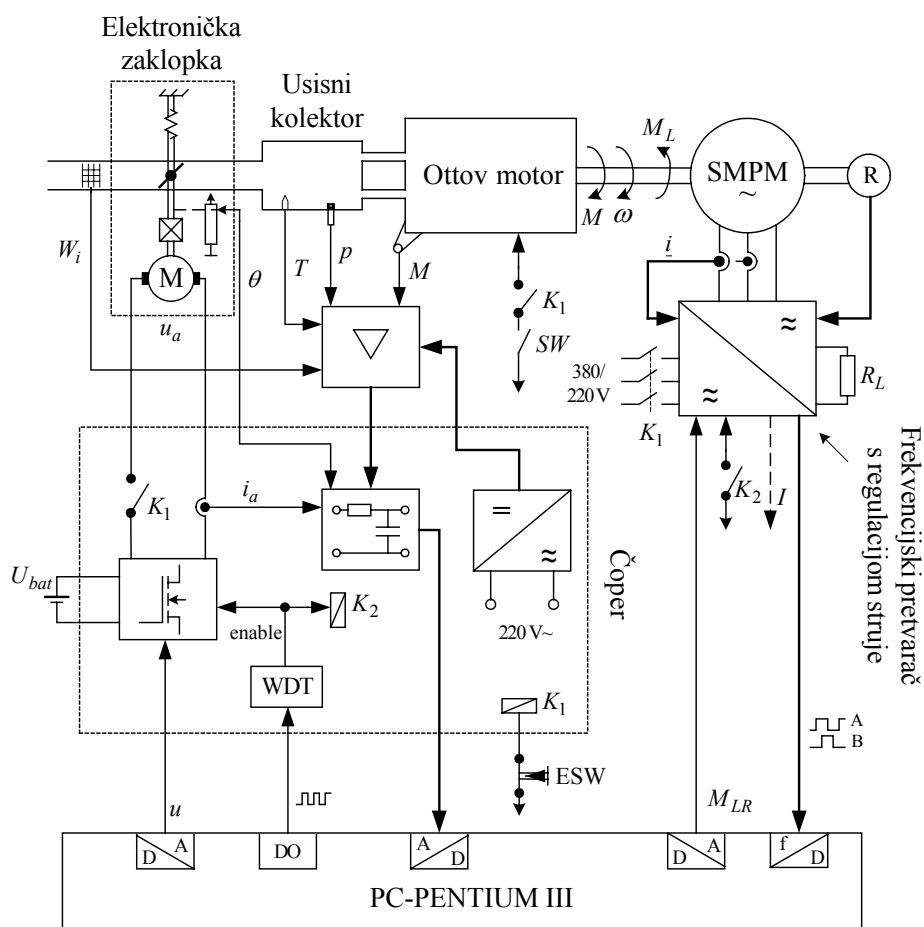 Elektronička
zaklopka
Usisni
kolektor
Ottov motor
M_L
M
ω
SMPM
~
R
W_i
M
u_a
θ
T
p
M
K_1
SW
i
≈
≈
380/
220 V
K_1
R_L
K_2
I
Frekvencijski pretvarač
s regulacijom struje
K_1
i_a
=
≈
220 V~
Čoper
U_bat
enable
K_2
WDT
K_1
ESW
u
M_LR
A
B
D A
DO
A D
D A
f D
PC-PENTIUM III